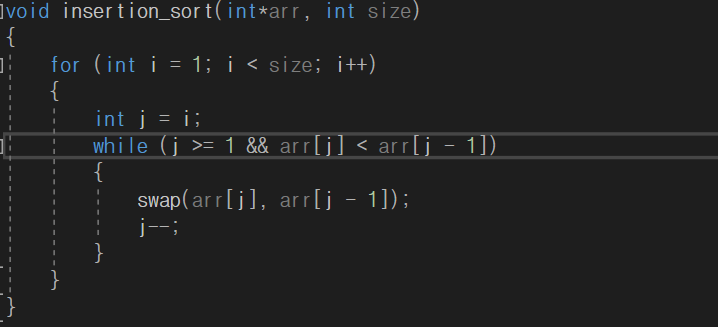 void insertion_sort(int*arr, int size)
{
for (int i = 1; i < size; i++)
{
int j = i;
while (j >= 1 && arr[j] < arr[j - 1])
{
swap(arr[j], arr[j - 1]);
j--;
}
}
}